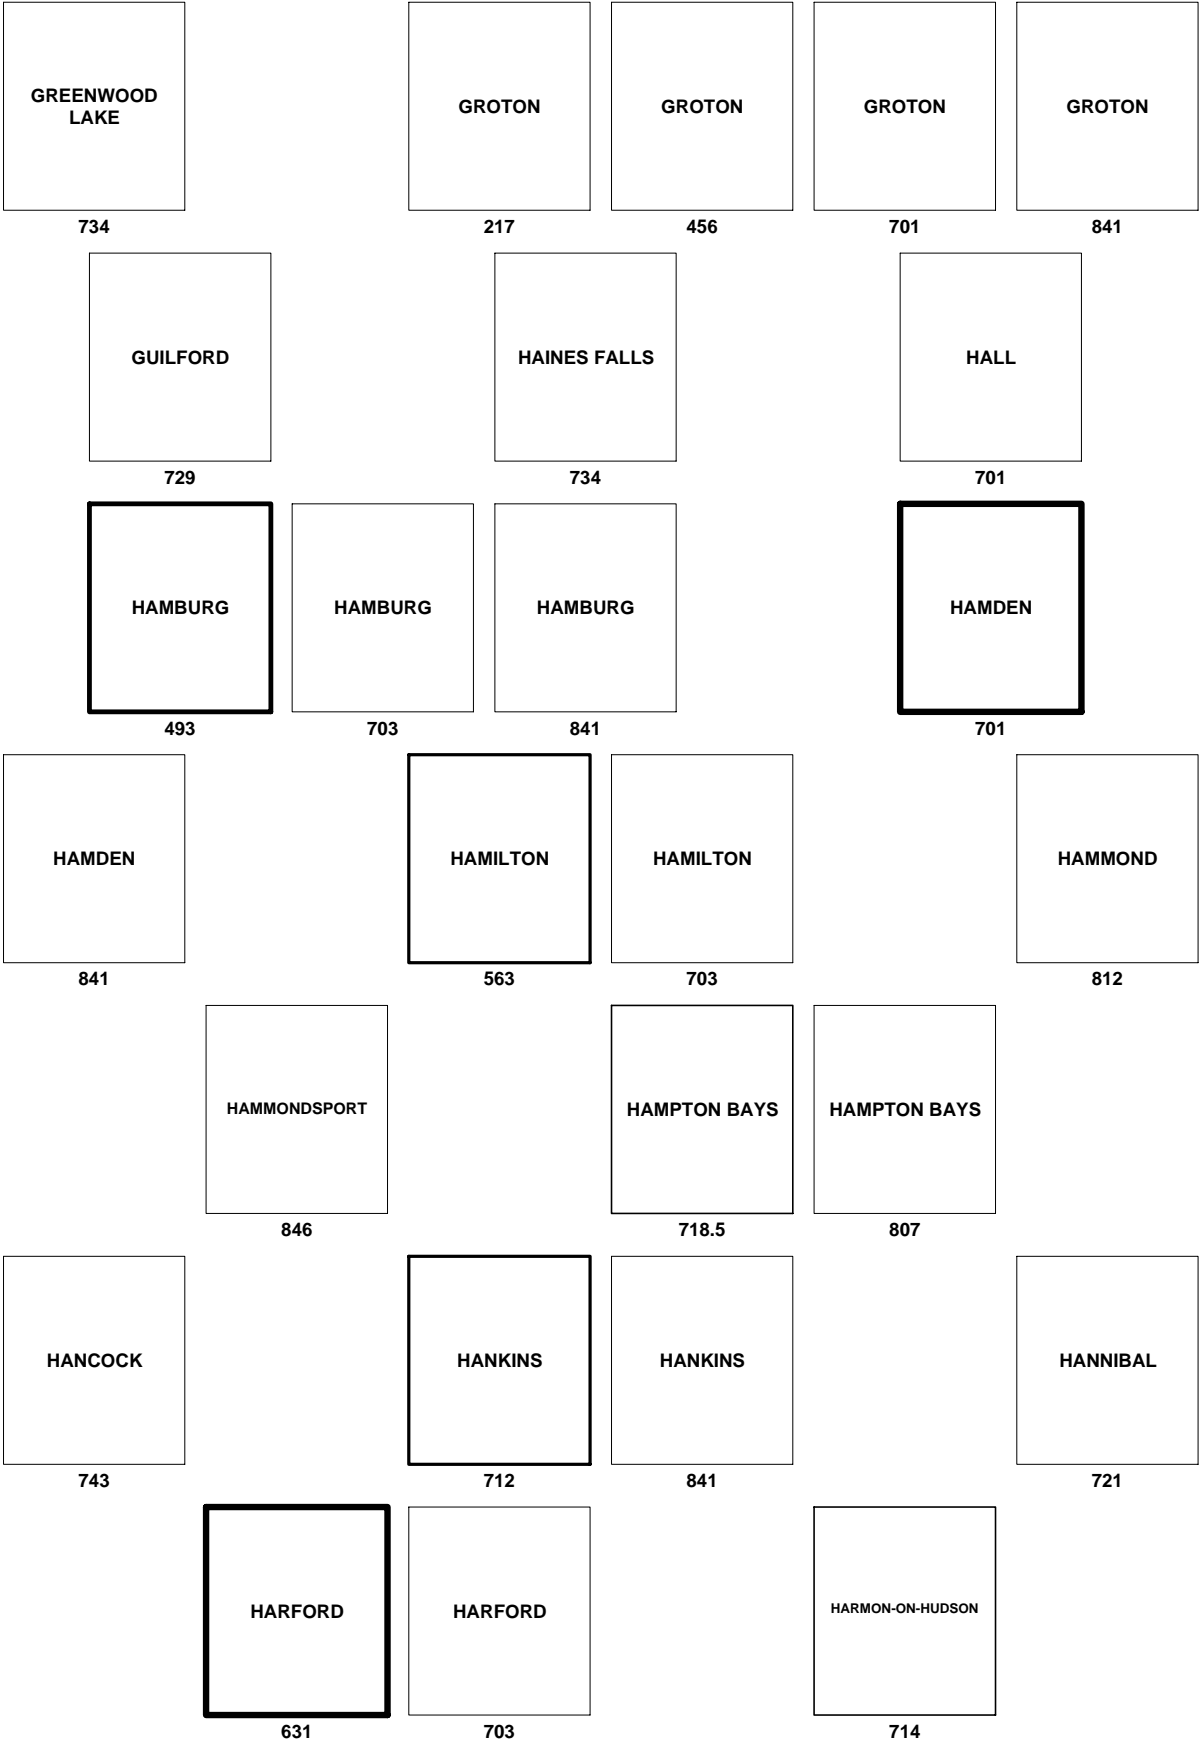 GREENWOOD
LAKE
GROTON GROTON GROTON GROTON
734 217 456 701 841
GUILFORD HAINES FALLS HALL
729 734 701
HAMBURG HAMBURG HAMBURG HAMDEN
493 703 841 701
HAMDEN HAMILTON HAMILTON HAMMOND
841 563 703 812
HAMMONDSPORT HAMPTON BAYS HAMPTON BAYS
846 718.5 807
HANCOCK HANKINS HANKINS HANNIBAL
743 712 841 721
HARFORD HARFORD HARMON-ON-HUDSON
631 703 714